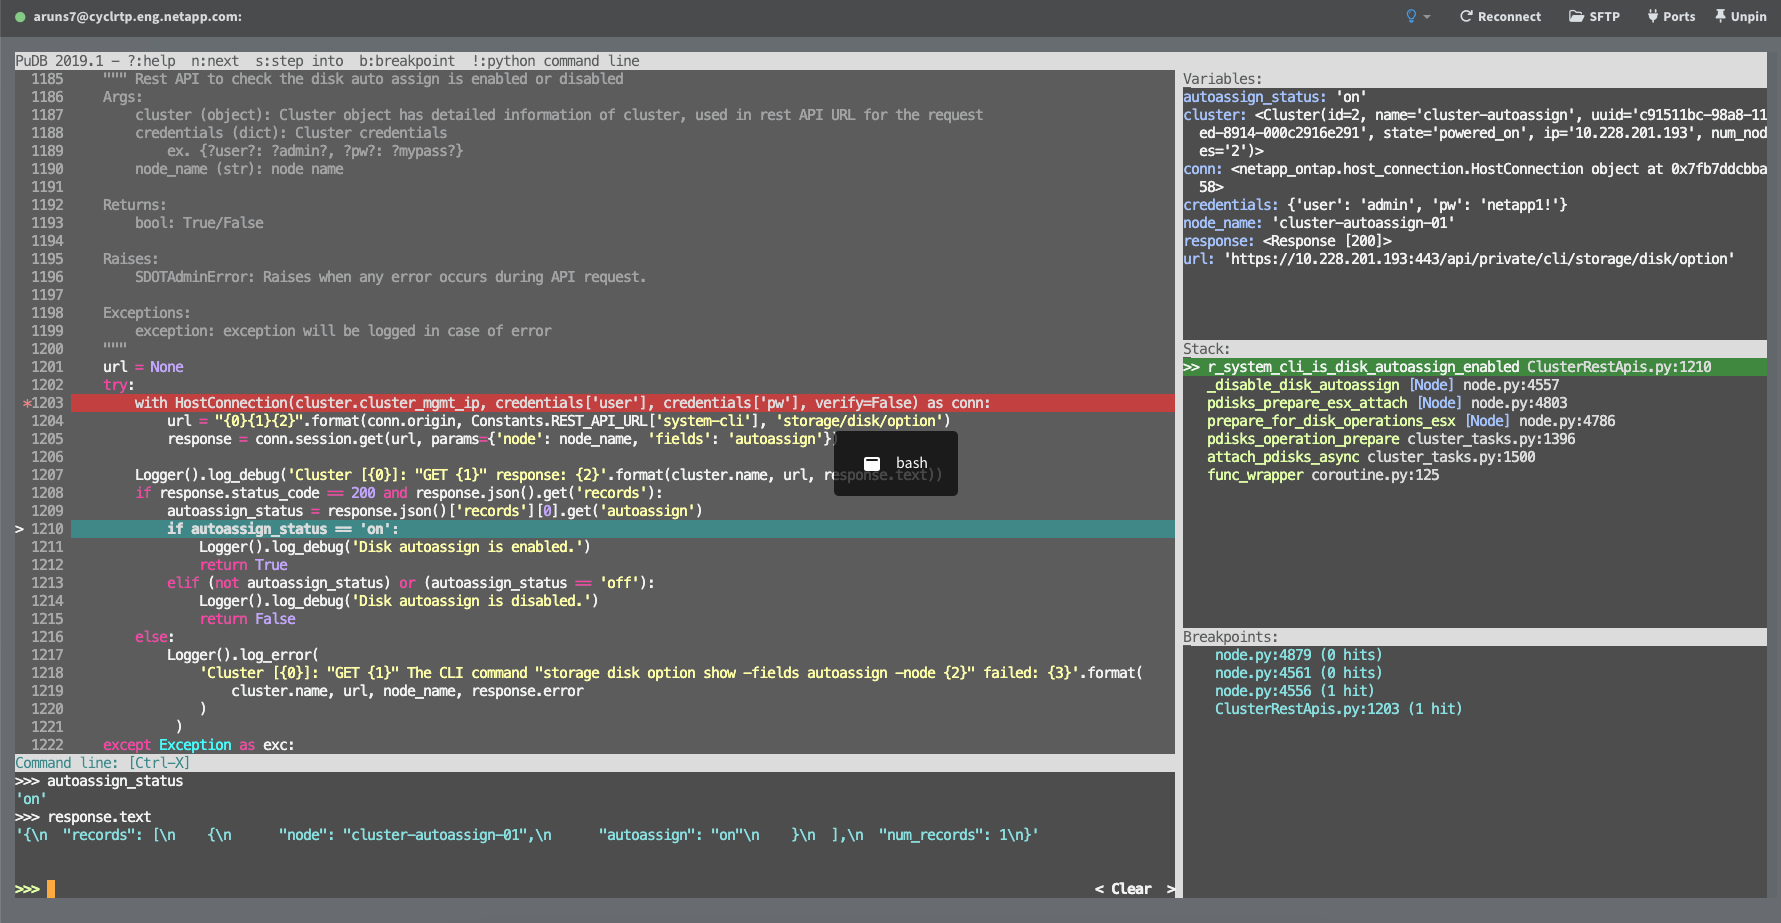 aruns7@cyclrtp.eng.netapp.com:
Reconnect SFTP Ports Unpin
PuDB 2019.1 - ?:help n:next s:step into b:breakpoint !:python command line
1185 """ Rest API to check the disk auto assign is enabled or disabled
1186 Args:
1187 cluster (object): Cluster object has detailed information of cluster, used in rest API URL for the request
1188 credentials (dict): Cluster credentials
1189 ex. {?user?: ?admin?, ?pw?: ?mypass?}
1190 node_name (str): node name
1191
1192 Returns:
1193 bool: True/False
1194
1195 Raises:
1196 SDOTAdminError: Raises when any error occurs during API request.
1197
1198 Exceptions:
1199 exception: exception will be logged in case of error
1200 """
1201 url = None
1202 try:
*1203 with HostConnection(cluster.cluster_mgmt_ip, credentials['user'], credentials['pw'], verify=False) as conn:
1204 url = "{0}{1}{2}".format(conn.origin, Constants.REST_API_URL['system-cli'], 'storage/disk/option')
1205 response = conn.session.get(url, params={'node': node_name, 'fields': 'autoassign'})
1206
1207 Logger().log_debug('Cluster [{0}]: "GET {1}" response: {2}'.format(cluster.name, url, response.text))
1208 if response.status_code == 200 and response.json().get('records'):
1209 autoassign_status = response.json()['records'][0].get('autoassign')
> 1210 if autoassign_status == 'on':
1211 Logger().log_debug('Disk autoassign is enabled.')
1212 return True
1213 elif (not autoassign_status) or (autoassign_status == 'off'):
1214 Logger().log_debug('Disk autoassign is disabled.')
1215 return False
1216 else:
1217 Logger().log_error(
1218 'Cluster [{0}]: "GET {1}" The CLI command "storage disk option show -fields autoassign -node {2}" failed: {3}'.format(
1219 cluster.name, url, node_name, response.error
1220 )
1221 )
1222 except Exception as exc:
bash
Command line: [Ctrl-X]
>>> autoassign_status
'on'
>>> response.text
'{\n "records": [\n {\n "node": "cluster-autoassign-01",\n "autoassign": "on"\n }\n ],\n "num_records": 1\n}'
>>>
< Clear >
Variables:
autoassign_status: 'on'
cluster: <Cluster(id=2, name='cluster-autoassign', uuid='c91511bc-98a8-11
ed-8914-000c2916e291', state='powered_on', ip='10.228.201.193', num_nod
es='2')>
conn: <netapp_ontap.host_connection.HostConnection object at 0x7fb7ddcbba
58>
credentials: {'user': 'admin', 'pw': 'netapp1!'}
node_name: 'cluster-autoassign-01'
response: <Response [200]>
url: 'https://10.228.201.193:443/api/private/cli/storage/disk/option'
Stack:
>> r_system_cli_is_disk_autoassign_enabled ClusterRestApis.py:1210
_disable_disk_autoassign [Node] node.py:4557
pdisks_prepare_esx_attach [Node] node.py:4803
prepare_for_disk_operations_esx [Node] node.py:4786
pdisks_operation_prepare cluster_tasks.py:1396
attach_pdisks_async cluster_tasks.py:1500
func_wrapper coroutine.py:125
Breakpoints:
node.py:4879 (0 hits)
node.py:4561 (0 hits)
node.py:4556 (1 hit)
ClusterRestApis.py:1203 (1 hit)